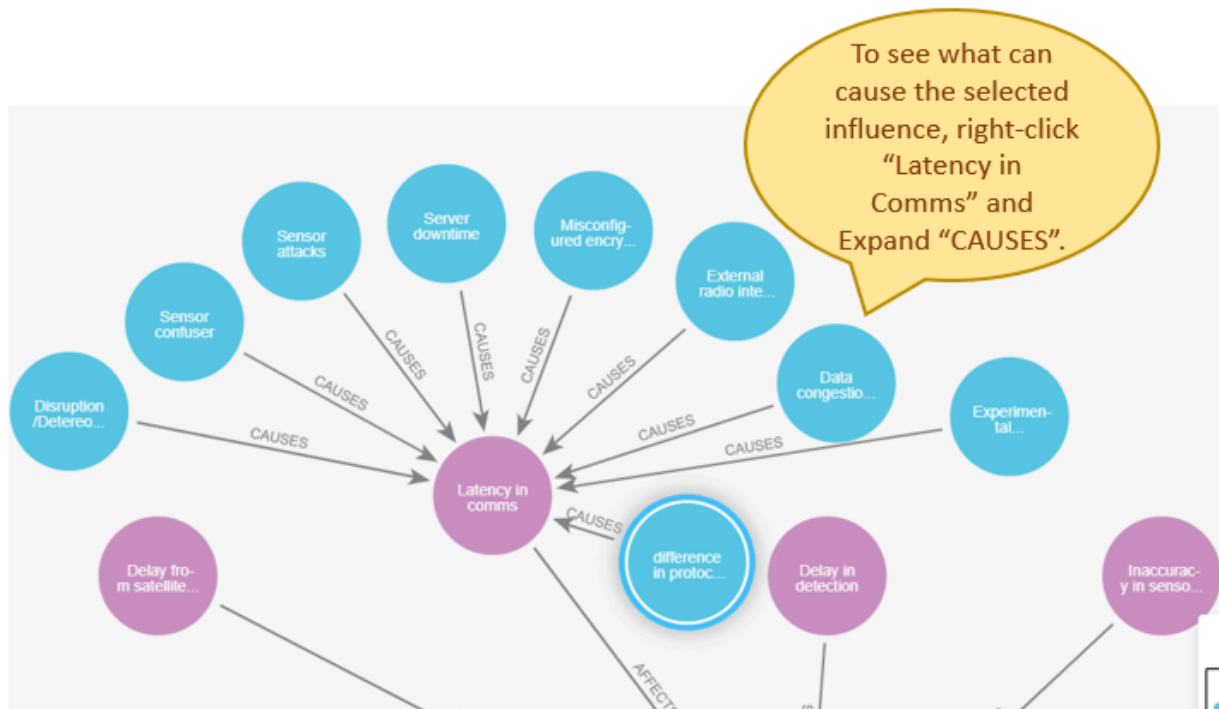 To see what can
cause the selected
influence, right-click
“Latency in
Comms” and
Expand “CAUSES”.
Server
downtime
Misconfig-
ured encry...
Sensor
attacks
External
radio inte...
Sensor
confuser
CAUSES
CAUSES
CAUSES
CAUSES
CAUSES
Data
congestio...
Disruption
/Detereo...
Experimen-
tal...
CAUSES
CAUSES
CAUSES
Latency in
comms
CAUSES
difference
in protoc...
Delay fro-
m satellite...
Delay in
detection
Inaccurac-
y in senso...
AFFECTS